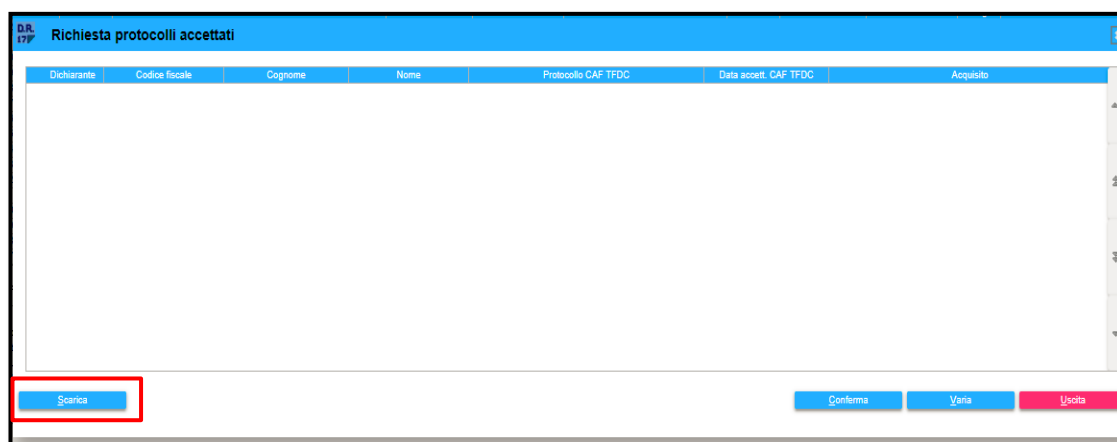 D.R.
17
Richiesta protocolli accettati
Dichiarante Codice fiscale Cognome Nome Protocollo CAF TFDC Data accett. CAF TFDC Acquisito
Scarica Conferma Varia Uscita